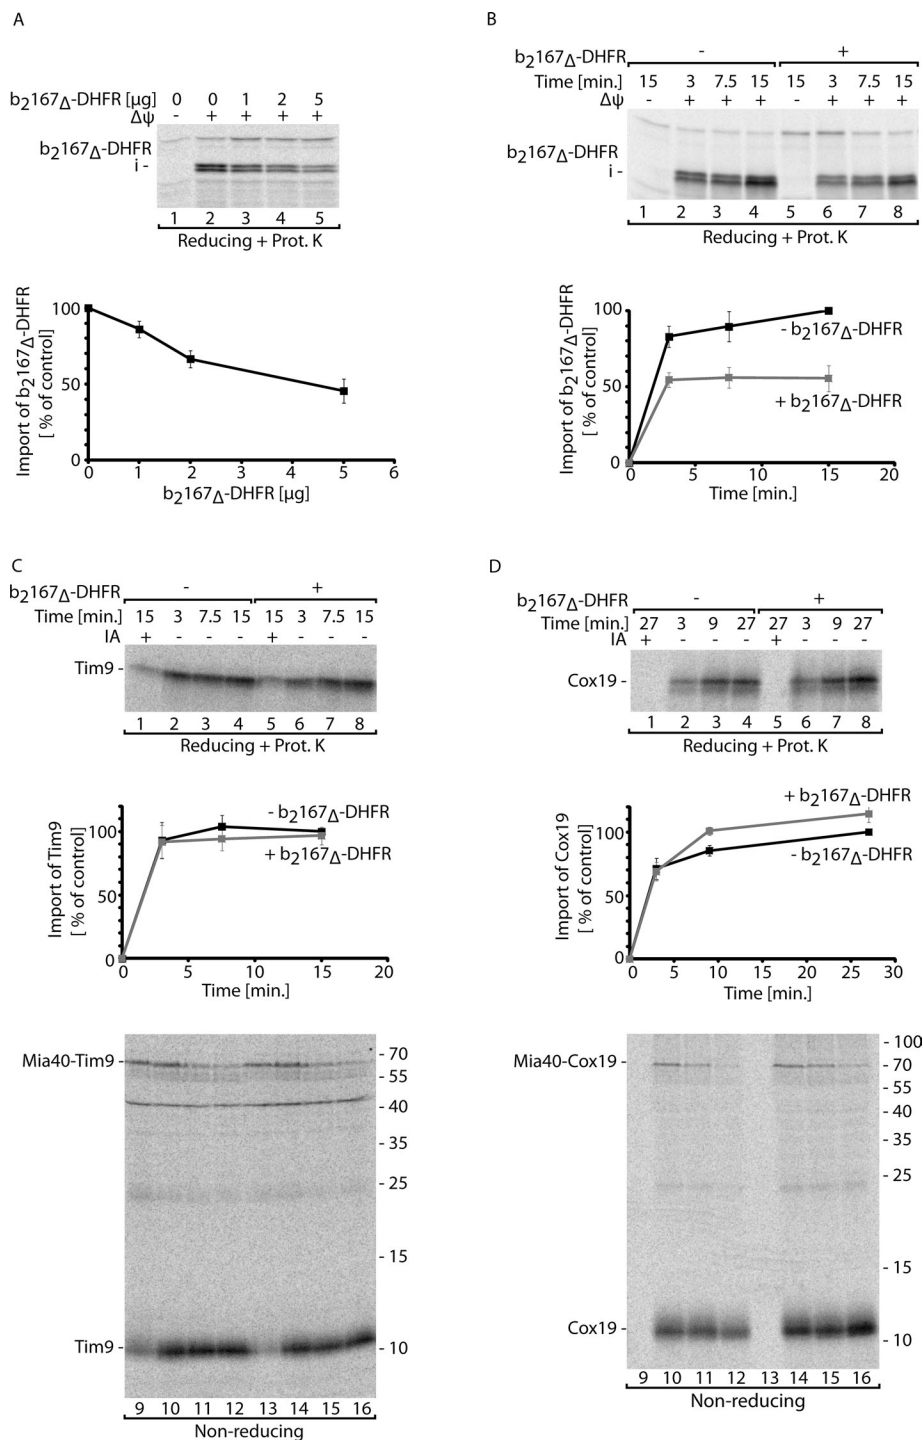 A
b2167Δ-DHFR [μg] 0 0 1 2 5
Δψ - + + + +
b2167Δ-DHFR
i -
1 2 3 4 5
Reducing + Prot. K
Import of b2167Δ-DHFR
[ % of control]
100
50
0
0 1 2 3 4 5 6
b2167Δ-DHFR [μg]
B
b2167Δ-DHFR - +
Time [min.] 15 3 7.5 15 15 3 7.5 15
Δψ - + + + - + + +
b2167Δ-DHFR
i -
1 2 3 4 5 6 7 8
Reducing + Prot. K
Import of b2167Δ-DHFR
[ % of control]
100
50
0
- b2167Δ-DHFR
+ b2167Δ-DHFR
0 5 10 15 20
Time [min.]
C
b2167Δ-DHFR - +
Time [min.] 15 3 7.5 15 15 3 7.5 15
IA + - - - + - - -
Tim9 -
1 2 3 4 5 6 7 8
Reducing + Prot. K
Import of Tim9
[ % of control]
100
50
0
- b2167Δ-DHFR
+ b2167Δ-DHFR
0 5 10 15 20
Time [min.]
Mia40-Tim9 -
- 70
- 55
- 40
- 35
- 25
- 15
Tim9 -
- 10
9 10 11 12 13 14 15 16
Non-reducing
D
b2167Δ-DHFR - +
Time [min.] 27 3 9 27 27 3 9 27
IA + - - - + - - -
Cox19 -
1 2 3 4 5 6 7 8
Reducing + Prot. K
Import of Cox19
[ % of control]
100
50
0
+ b2167Δ-DHFR
- b2167Δ-DHFR
0 5 10 15 20 25 30
Time [min.]
Mia40-Cox19 -
- 100
- 70
- 55
- 40
- 35
- 25
- 15
Cox19 -
- 10
9 10 11 12 13 14 15 16
Non-reducing